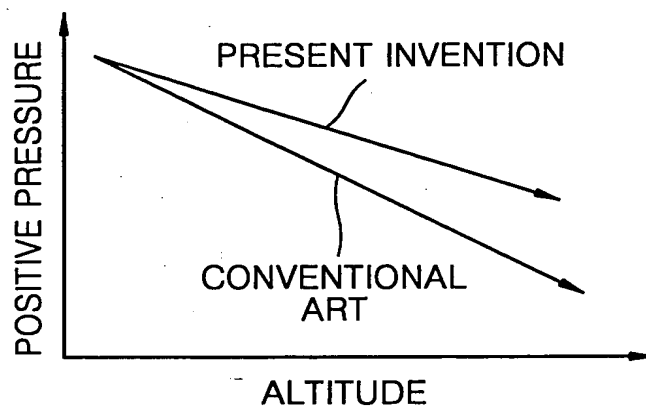 POSITIVE PRESSURE
PRESENT INVENTION
CONVENTIONAL
ART
ALTITUDE